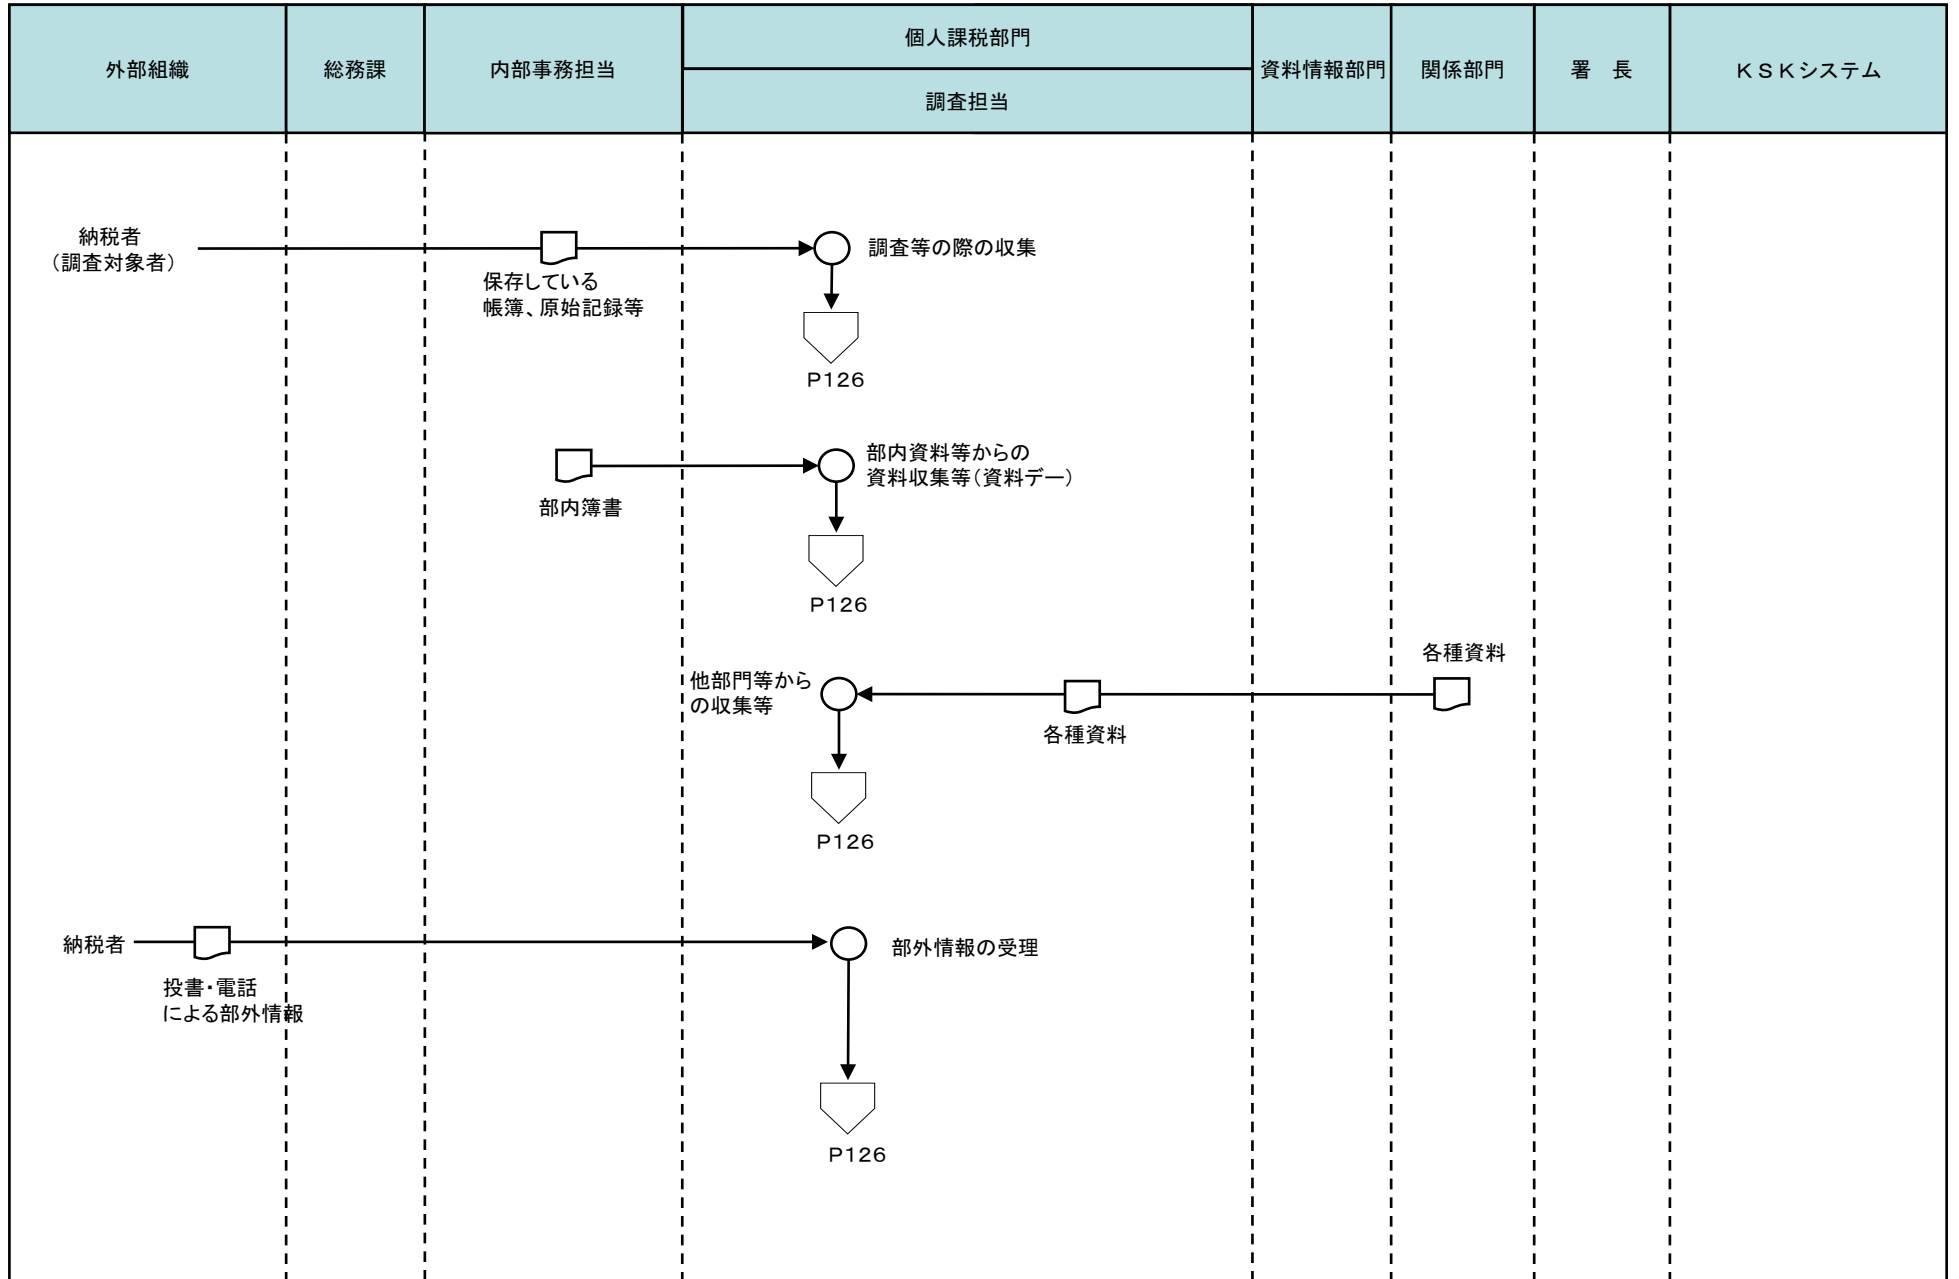 外部組織
総務課
内部事務担当
個人課税部門
調査担当
資料情報部門
関係部門
署　長
ＫＳＫシステム
納税者
（調査対象者）
保存している
帳簿、原始記録等
調査等の際の収集
P126
部内簿書
部内資料等からの
資料収集等（資料デー）
P126
各種資料
他部門等から
の収集等
各種資料
P126
納税者
投書・電話
による部外情報
部外情報の受理
P126